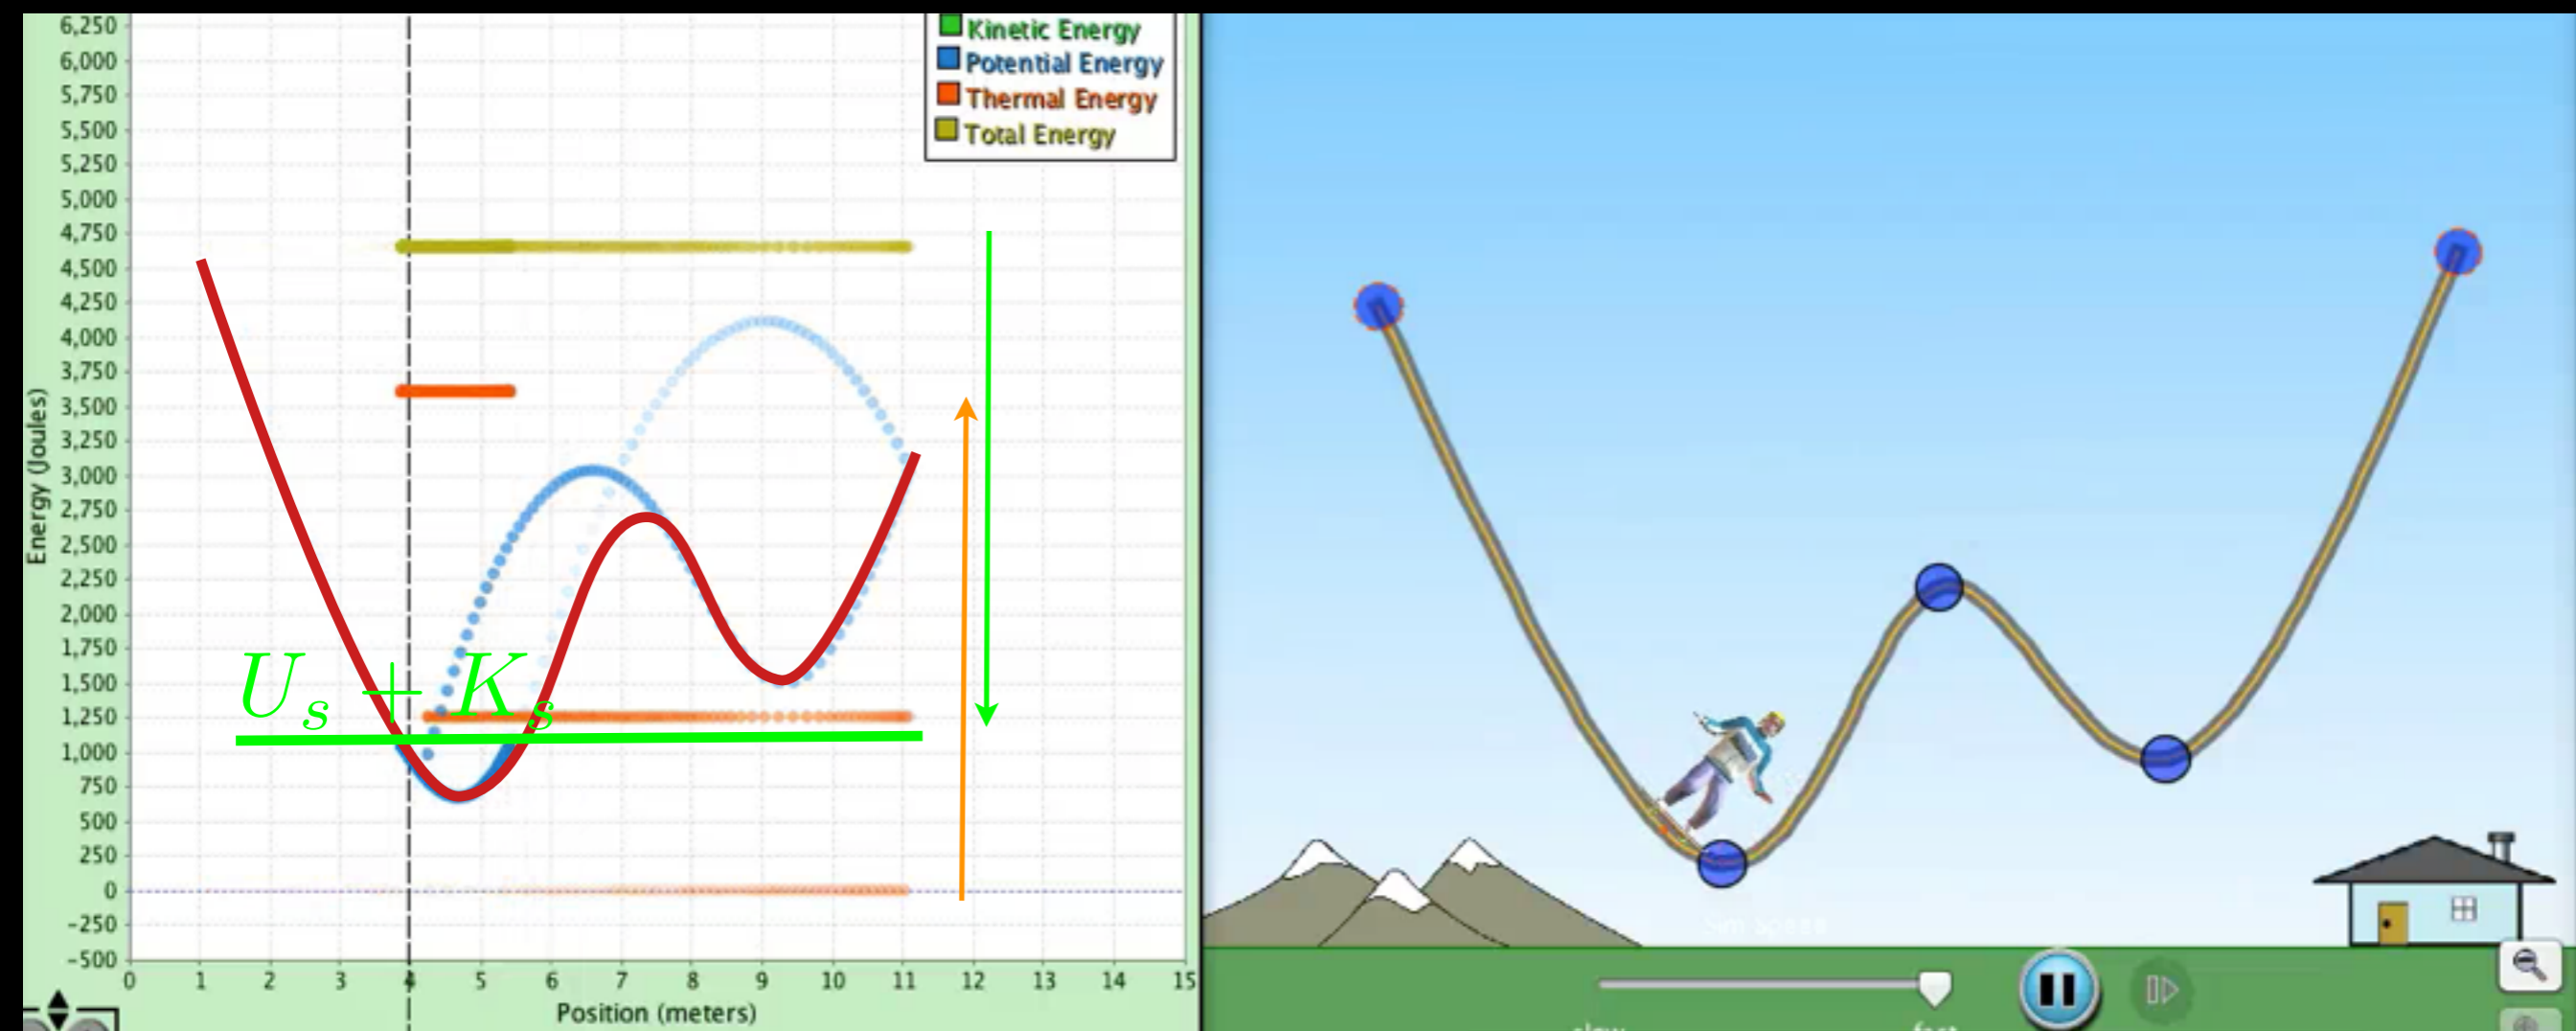 6,250
6,000
5,750
5,500
5,250
5,000
4,750
4,500
4,250
4,000
3,750
3,500
3,250
3,000
2,750
2,500
2,250
2,000
1,750
1,500
1,250
1,000
750
500
250
0
-250
-500
Energy (Joules)
Kinetic Energy
Potential Energy
Thermal Energy
Total Energy
U_s + K_s
0 1 2 3 4 5 6 7 8 9 10 11 12 13 14 15
Position (meters)
Sim Speed
slow fast